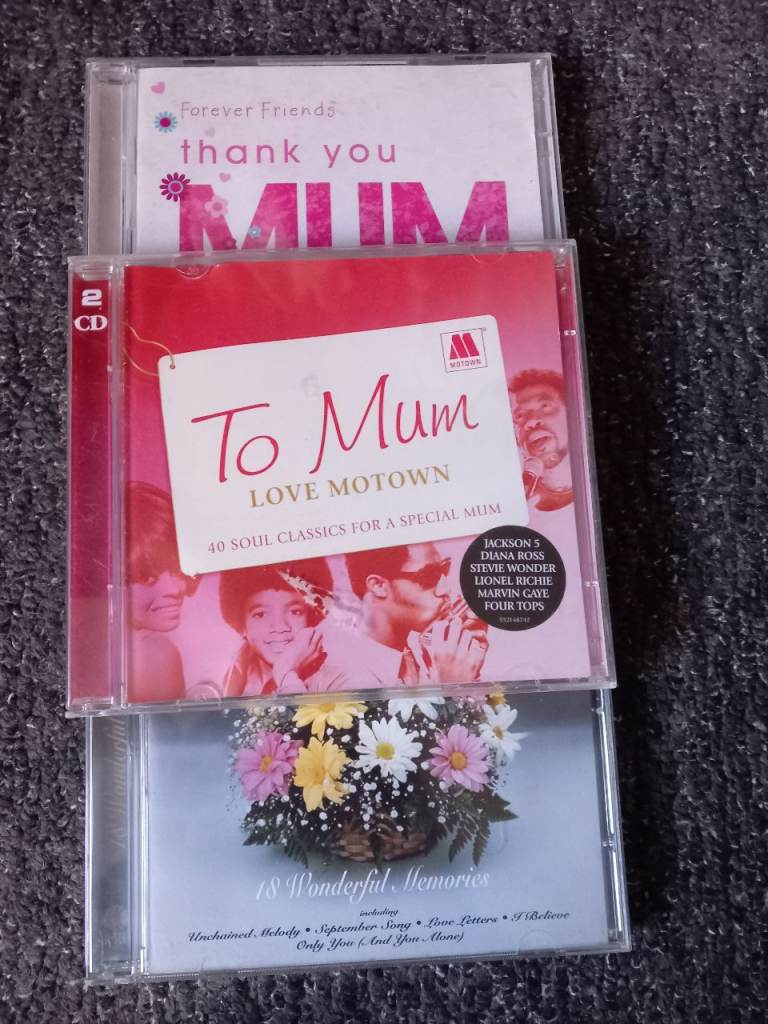 Forever Friends™
thank you
MUM
2
CD
MOTOWN
To Mum
LOVE MOTOWN
40 SOUL CLASSICS FOR A SPECIAL MUM
JACKSON 5
DIANA ROSS
STEVIE WONDER
LIONEL RICHIE
MARVIN GAYE
FOUR TOPS
18 Wonderful Memories
including
Unchained Melody • September Song • Love Letters • I Believe
Only You (And You Alone)